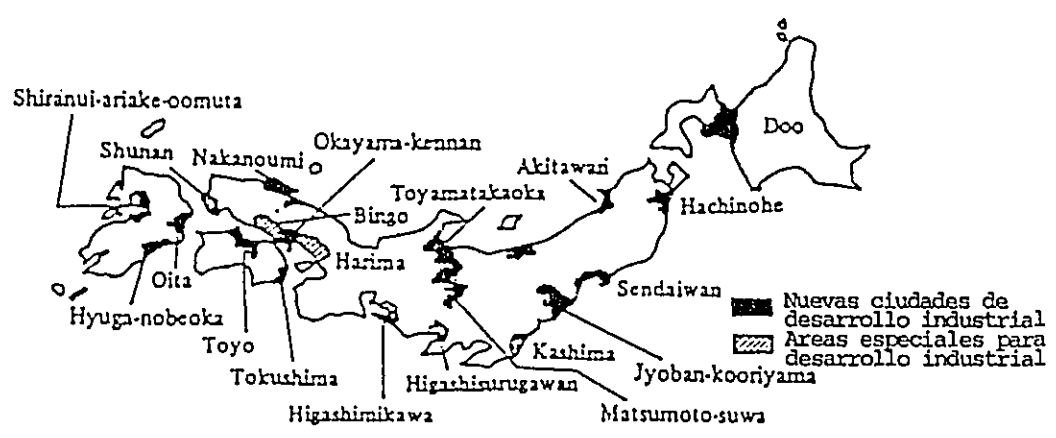 Shiranui-ariake-oomuta
Shunan
Nakanoumi
Okayama-kennan
Toyamatakaoka
Akitawan
Doo
Bingo
Hachinohe
Harima
Oita
Hyuga-nobeoka
Toyo
Tokushima
Higashimikawa
Higashisurugawan
Kashima
Sendaiwan
Jyoban-kooriyama
Matsumoto-suwa
Nuevas ciudades de
desarrollo industrial
Areas especiales para
desarrollo industrial